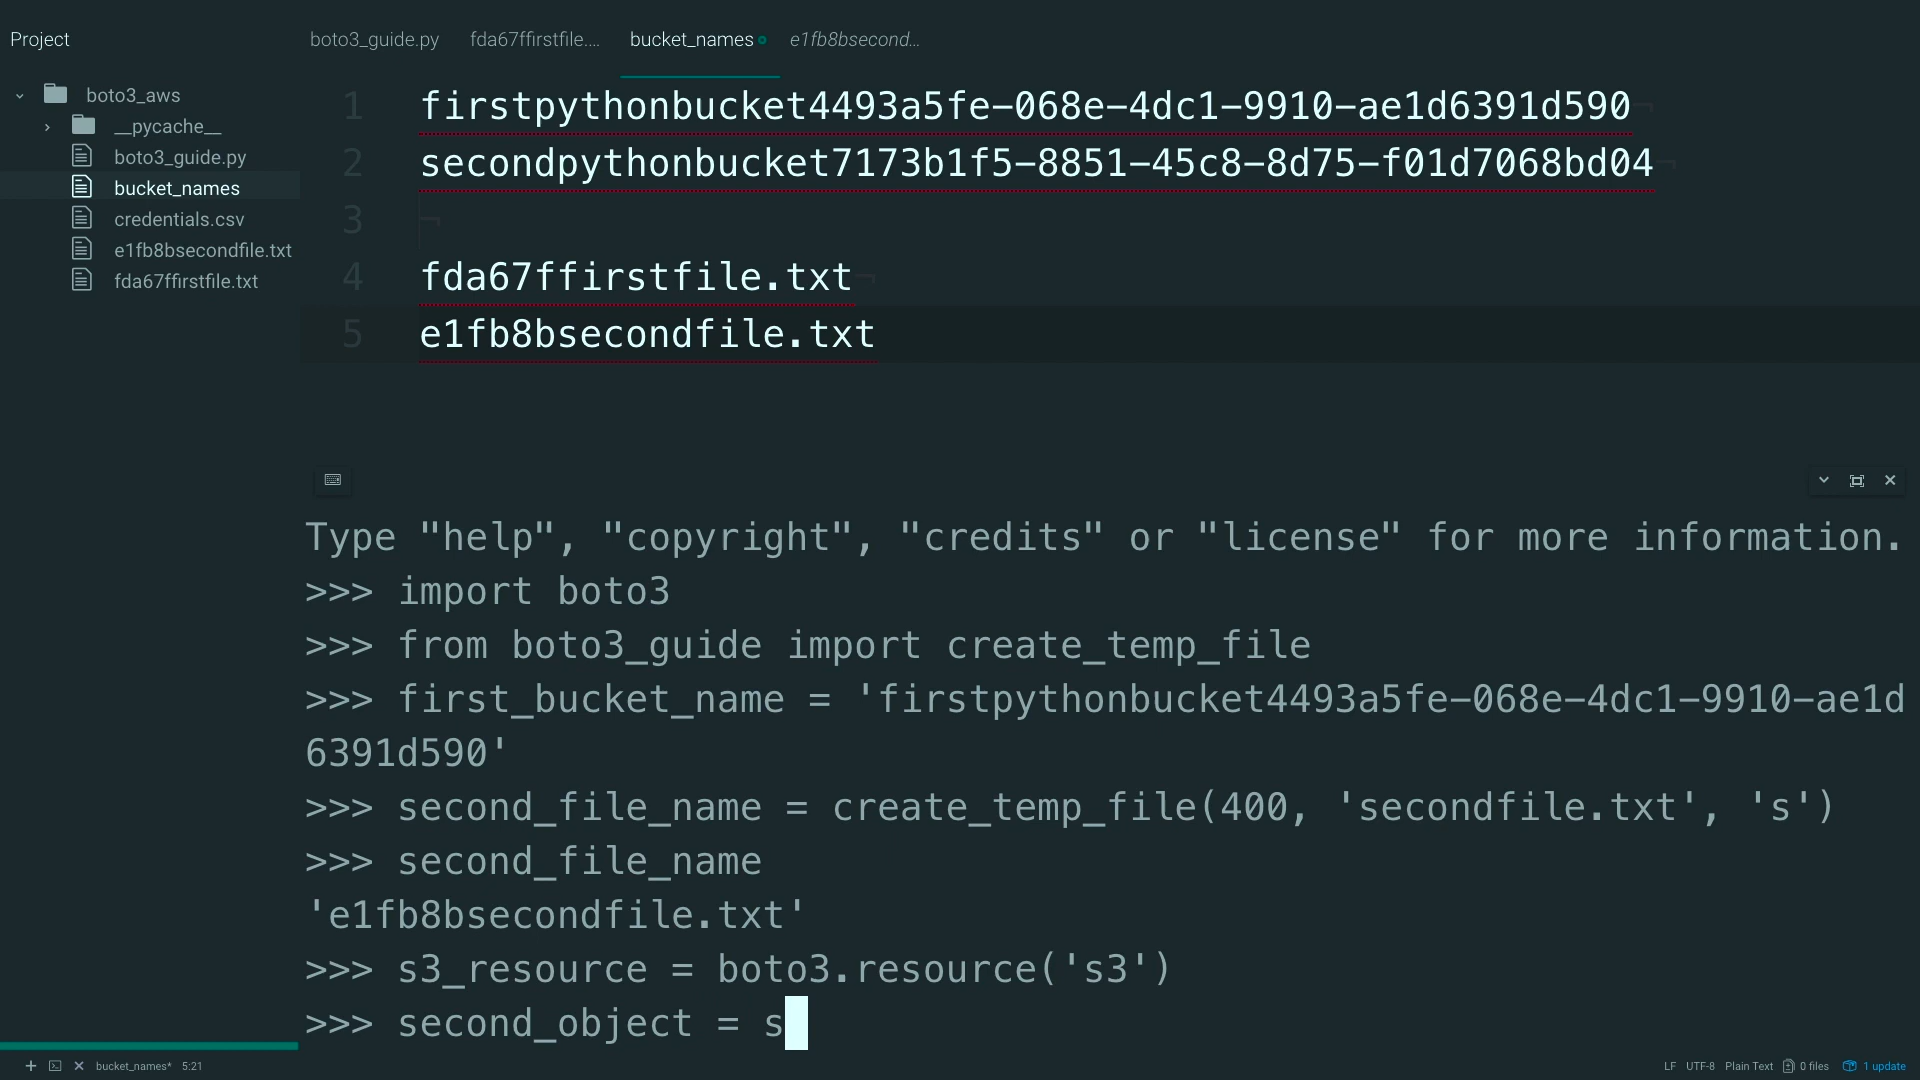 Project
boto3_guide.py
fda67ffirstfile....
bucket_names
e1fb8bsecond...
boto3_aws
__pycache__
boto3_guide.py
bucket_names
credentials.csv
e1fb8bsecondfile.txt
fda67ffirstfile.txt
1 firstpythonbucket4493a5fe-068e-4dc1-9910-ae1d6391d590
2 secondpythonbucket7173b1f5-8851-45c8-8d75-f01d7068bd04
3
4 fda67ffirstfile.txt
5 e1fb8bsecondfile.txt
Type "help", "copyright", "credits" or "license" for more information.
>>> import boto3
>>> from boto3_guide import create_temp_file
>>> first_bucket_name = 'firstpythonbucket4493a5fe-068e-4dc1-9910-ae1d
6391d590'
>>> second_file_name = create_temp_file(400, 'secondfile.txt', 's')
>>> second_file_name
'e1fb8bsecondfile.txt'
>>> s3_resource = boto3.resource('s3')
>>> second_object = s
bucket_names* 5:21
LF UTF-8 Plain Text 0 files 1 update